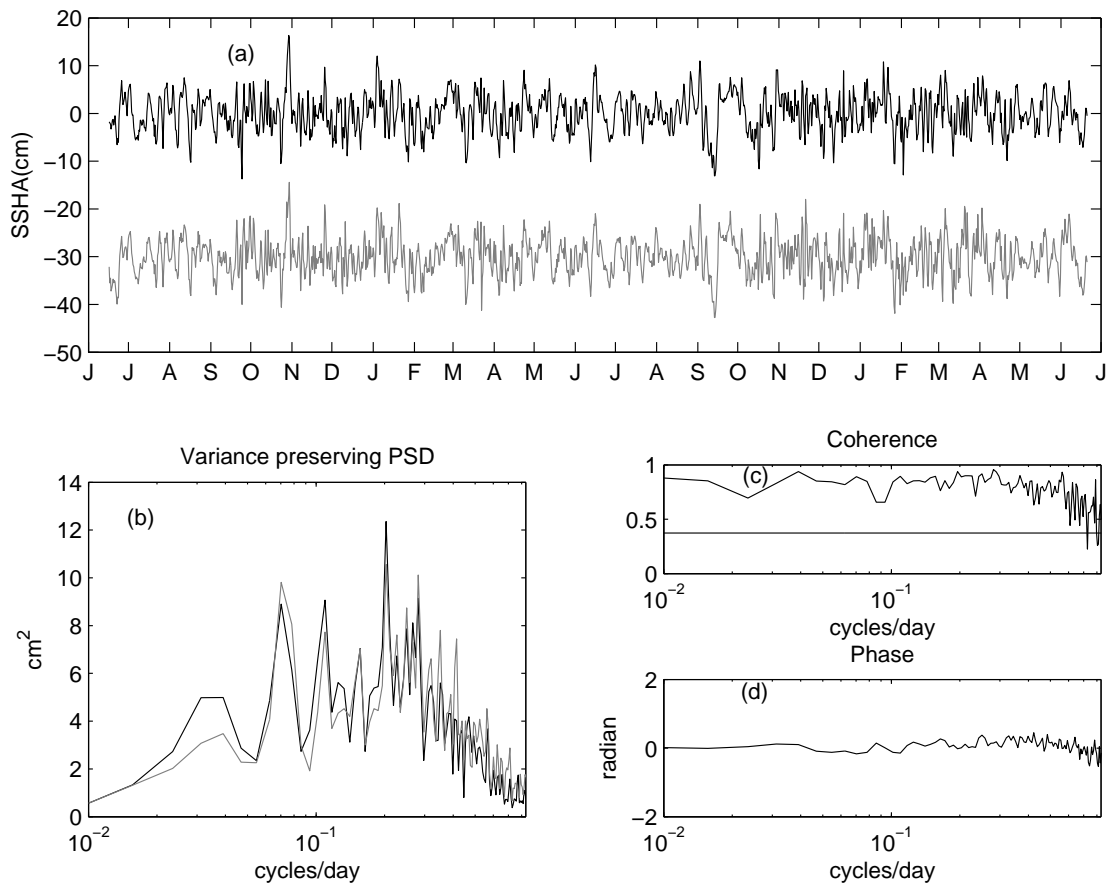 (a)
SSHA(cm)
20
10
0
−10
−20
−30
−40
−50
J J A S O N D J F M A M J J A S O N D J F M A M J J
Variance preserving PSD
(b)
cm2
14
12
10
8
6
4
2
0
10−2 10−1
cycles/day
Coherence
(c)
1
0.5
0
10−2 10−1
cycles/day
Phase
(d)
radian
2
0
−2
10−2 10−1
cycles/day